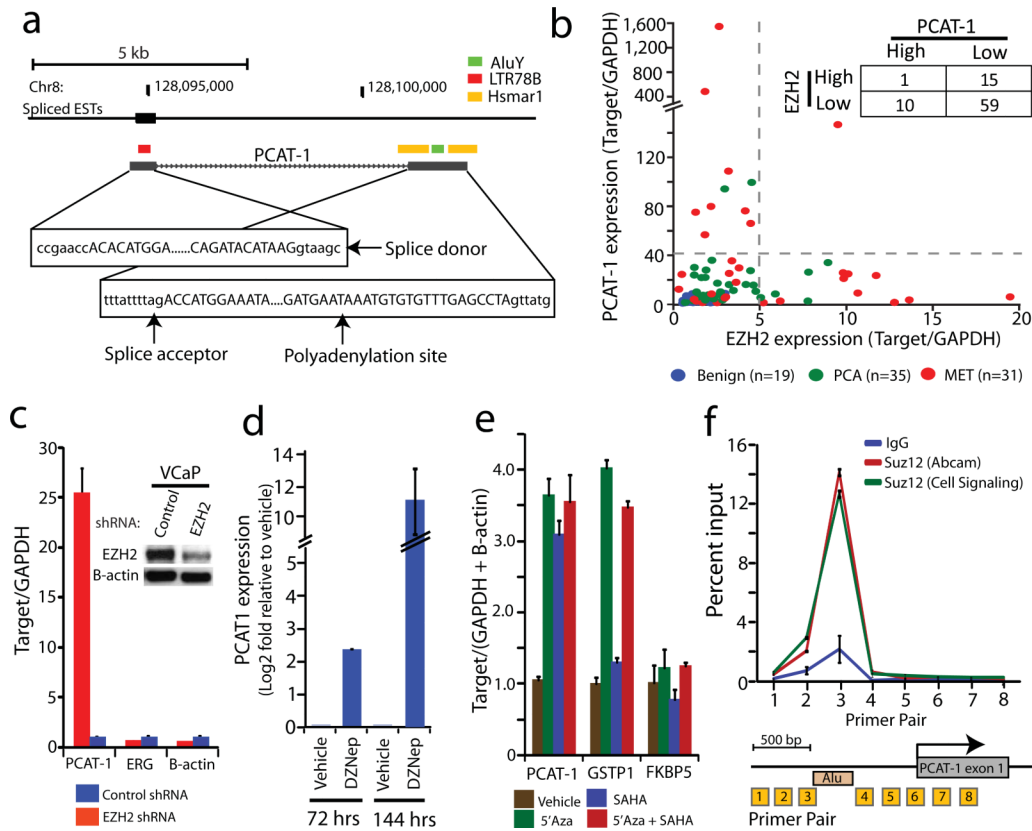 a
5 kb
AluY
LTR78B
Hsmar1
Chr8:
128,095,000
128,100,000
Spliced ESTs
PCAT-1
ccgaaccACACATGGA......CAGATACATAAGgtaagc
Splice donor
tttattttagACCATGGAAATA....GATGAATAAATGTGTGTTTGAGCCTAgttatg
Splice acceptor
Polyadenylation site
b
PCAT-1 expression (Target/GAPDH)
1,600
1,400
1,200
1,000
800
600
400
120
80
40
0
0
5
10
15
20
EZH2 expression (Target/GAPDH)
PCAT-1
High Low
EZH2
High 1 15
Low 10 59
Benign (n=19)
PCA (n=35)
MET (n=31)
c
Target/GAPDH
30
25
20
15
10
5
0
VCaP
shRNA:
Control
EZH2
EZH2
B-actin
PCAT-1
ERG
B-actin
Control shRNA
EZH2 shRNA
d
PCAT1 expression
(Log2 fold relative to vehicle)
14
12
10
6
4
2
0
Vehicle
DZNep
Vehicle
DZNep
72 hrs
144 hrs
e
Target/(GAPDH + B-actin)
4.0
3.0
2.0
1.0
0
PCAT-1
GSTP1
FKBP5
Vehicle
SAHA
5'Aza
5'Aza + SAHA
f
Percent input
16
12
8
4
0
IgG
Suz12 (Abcam)
Suz12 (Cell Signaling)
1 2 3 4 5 6 7 8
Primer Pair
500 bp
PCAT-1 exon 1
Alu
1 2 3 4 5 6 7 8
Primer Pair